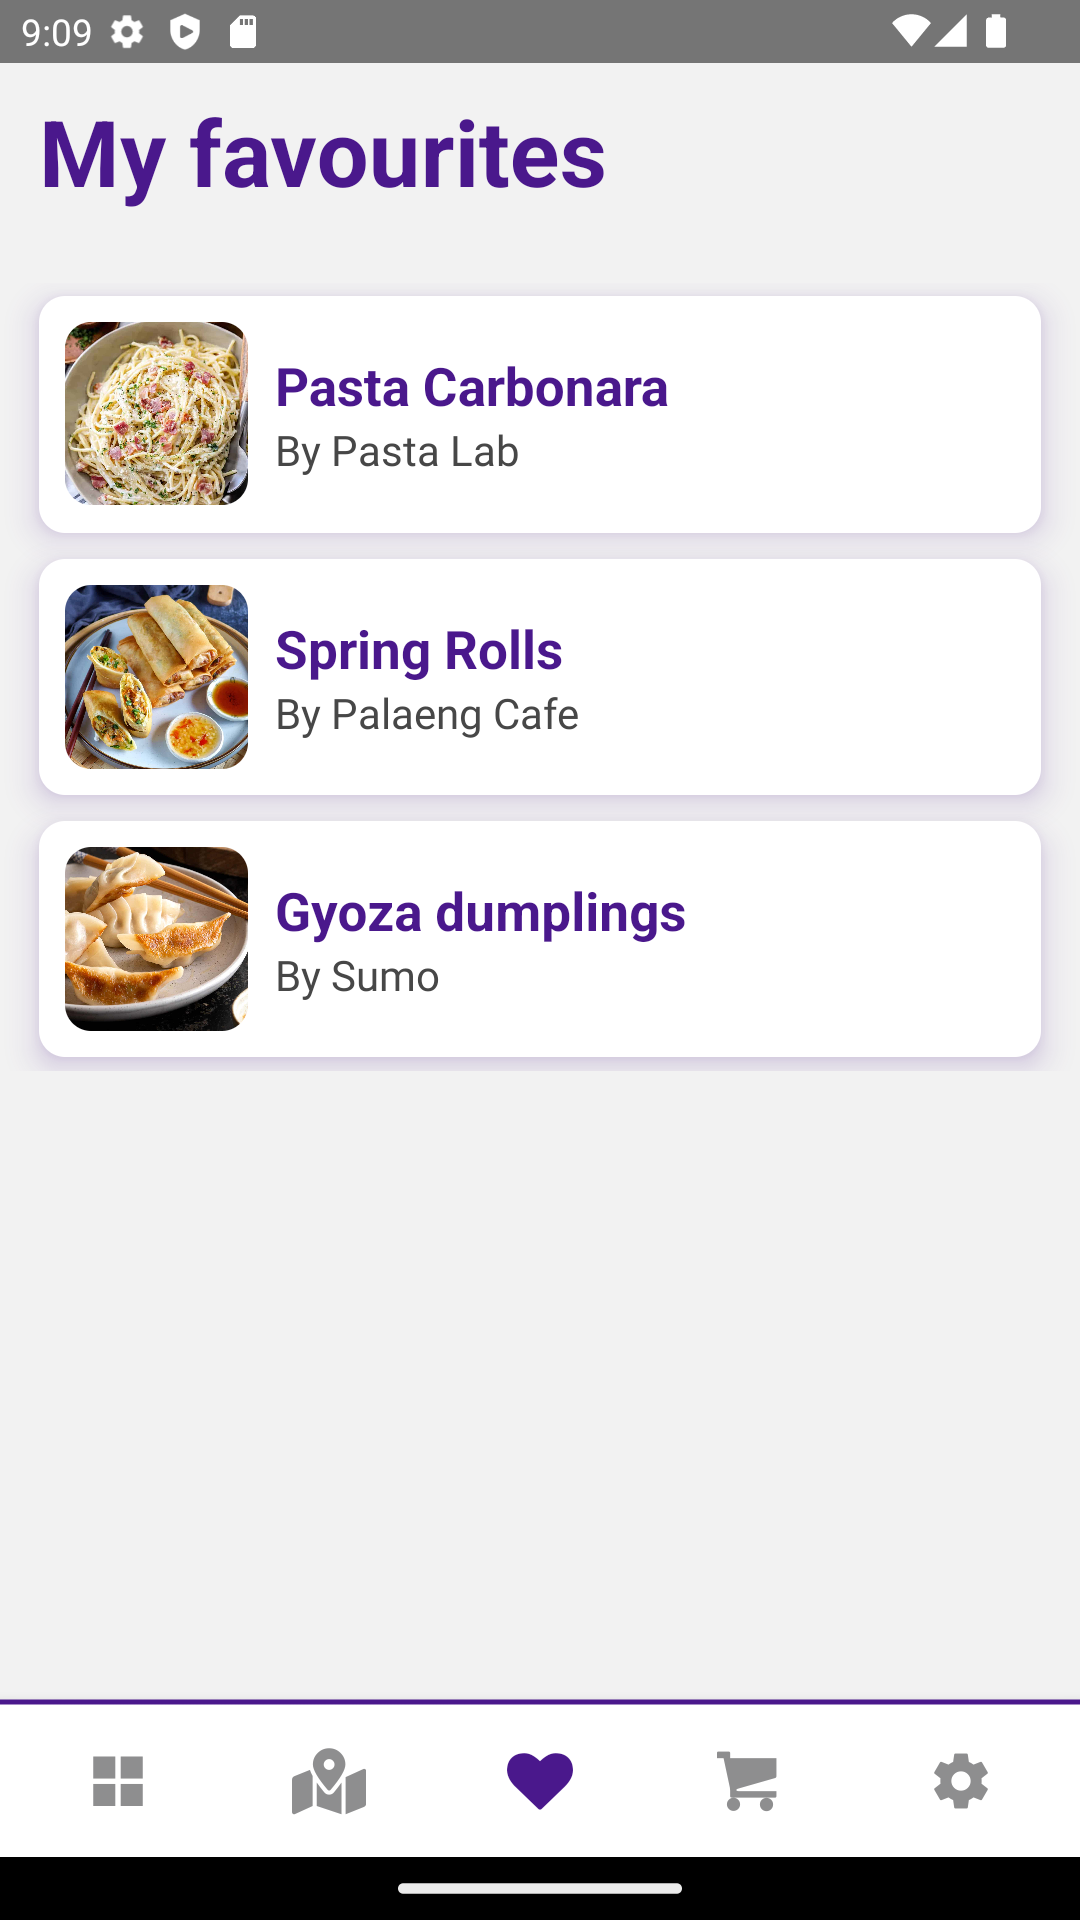 9:09
My favourites
Pasta Carbonara
By Pasta Lab
Spring Rolls
By Palaeng Cafe
Gyoza dumplings
By Sumo